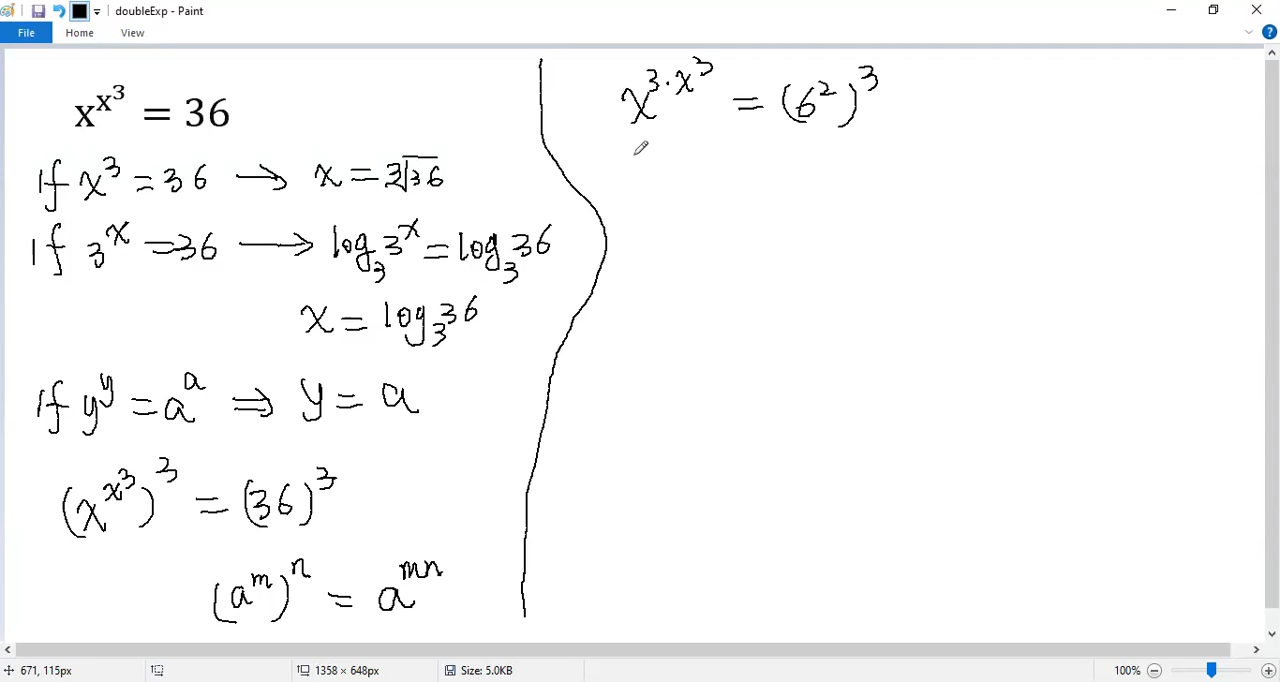 doubleExp - Paint
File Home View
x^{x^3} = 36
If x^3 = 36 → x = ∛36
If 3^x = 36 → log_3 3^x = log_3 36
x = log_3 36
If y^y = a^a ⇒ y = a
(x^{x^3})^3 = (36)^3
(a^m)^n = a^{mn}
x^{3·x^3} = (6^2)^3
671, 115px 1358 × 648px Size: 5.0KB 100%